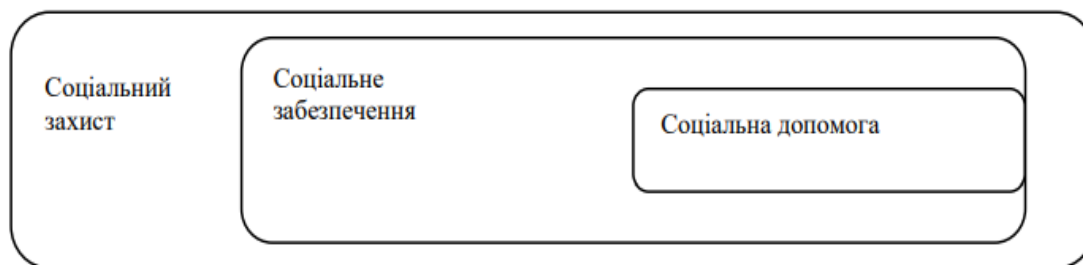 Соціальний
захист
Соціальне
забезпечення
Соціальна допомога